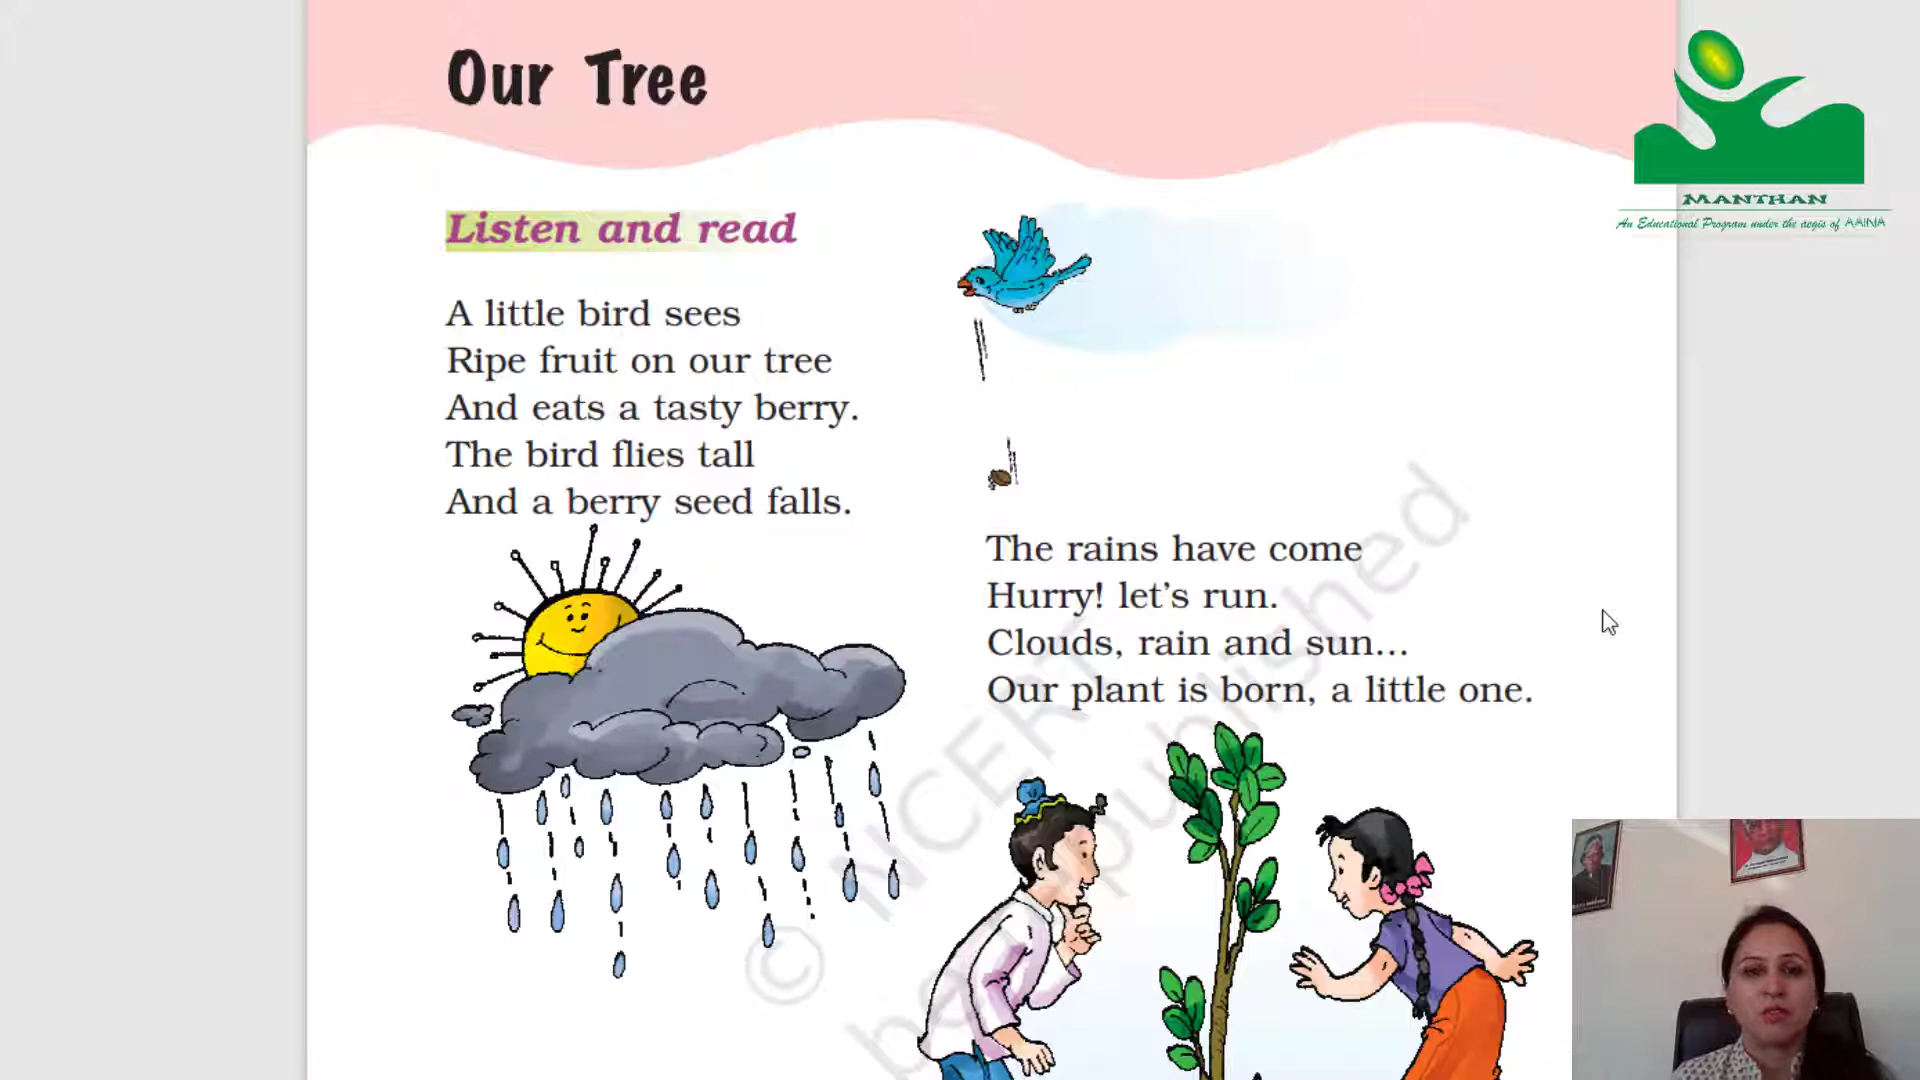 Our Tree
MANTHAN
An Educational Program under the aegis of AAINA
Listen and read
A little bird sees
Ripe fruit on our tree
And eats a tasty berry.
The bird flies tall
And a berry seed falls.
The rains have come
Hurry! let's run.
Clouds, rain and sun...
Our plant is born, a little one.
© NCERT
published